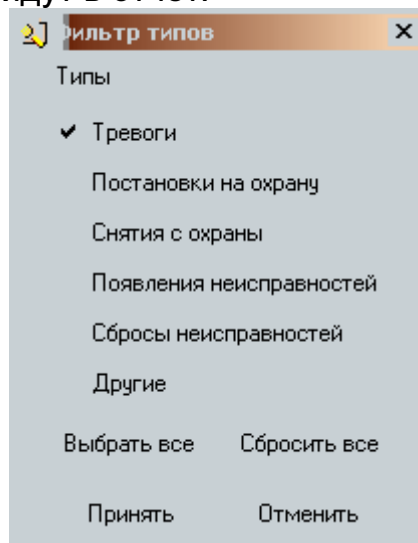 Фильтр типов
Типы
Тревоги
Постановки на охрану
Снятия с охраны
Появления неисправностей
Сбросы неисправностей
Другие
Выбрать все Сбросить все
Принять Отменить